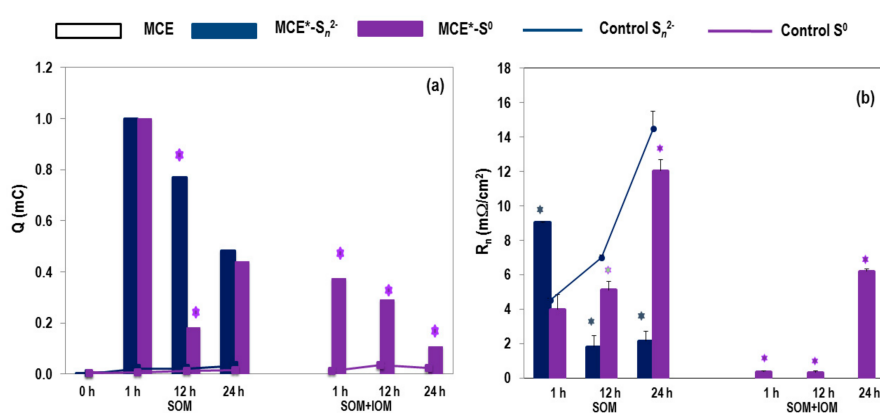 MCE MCE*-Sn²⁻ MCE*-S⁰ Control Sn²⁻ Control S⁰
(a)
Q (mC)
1.2
1.0
0.8
0.6
0.4
0.2
0.0
0 h 1 h 12 h 24 h 1 h 12 h 24 h
SOM SOM+IOM
(b)
Rn (mΩ/cm²)
18
16
14
12
10
8
6
4
2
0
1 h 12 h 24 h 1 h 12 h 24 h
SOM SOM+IOM